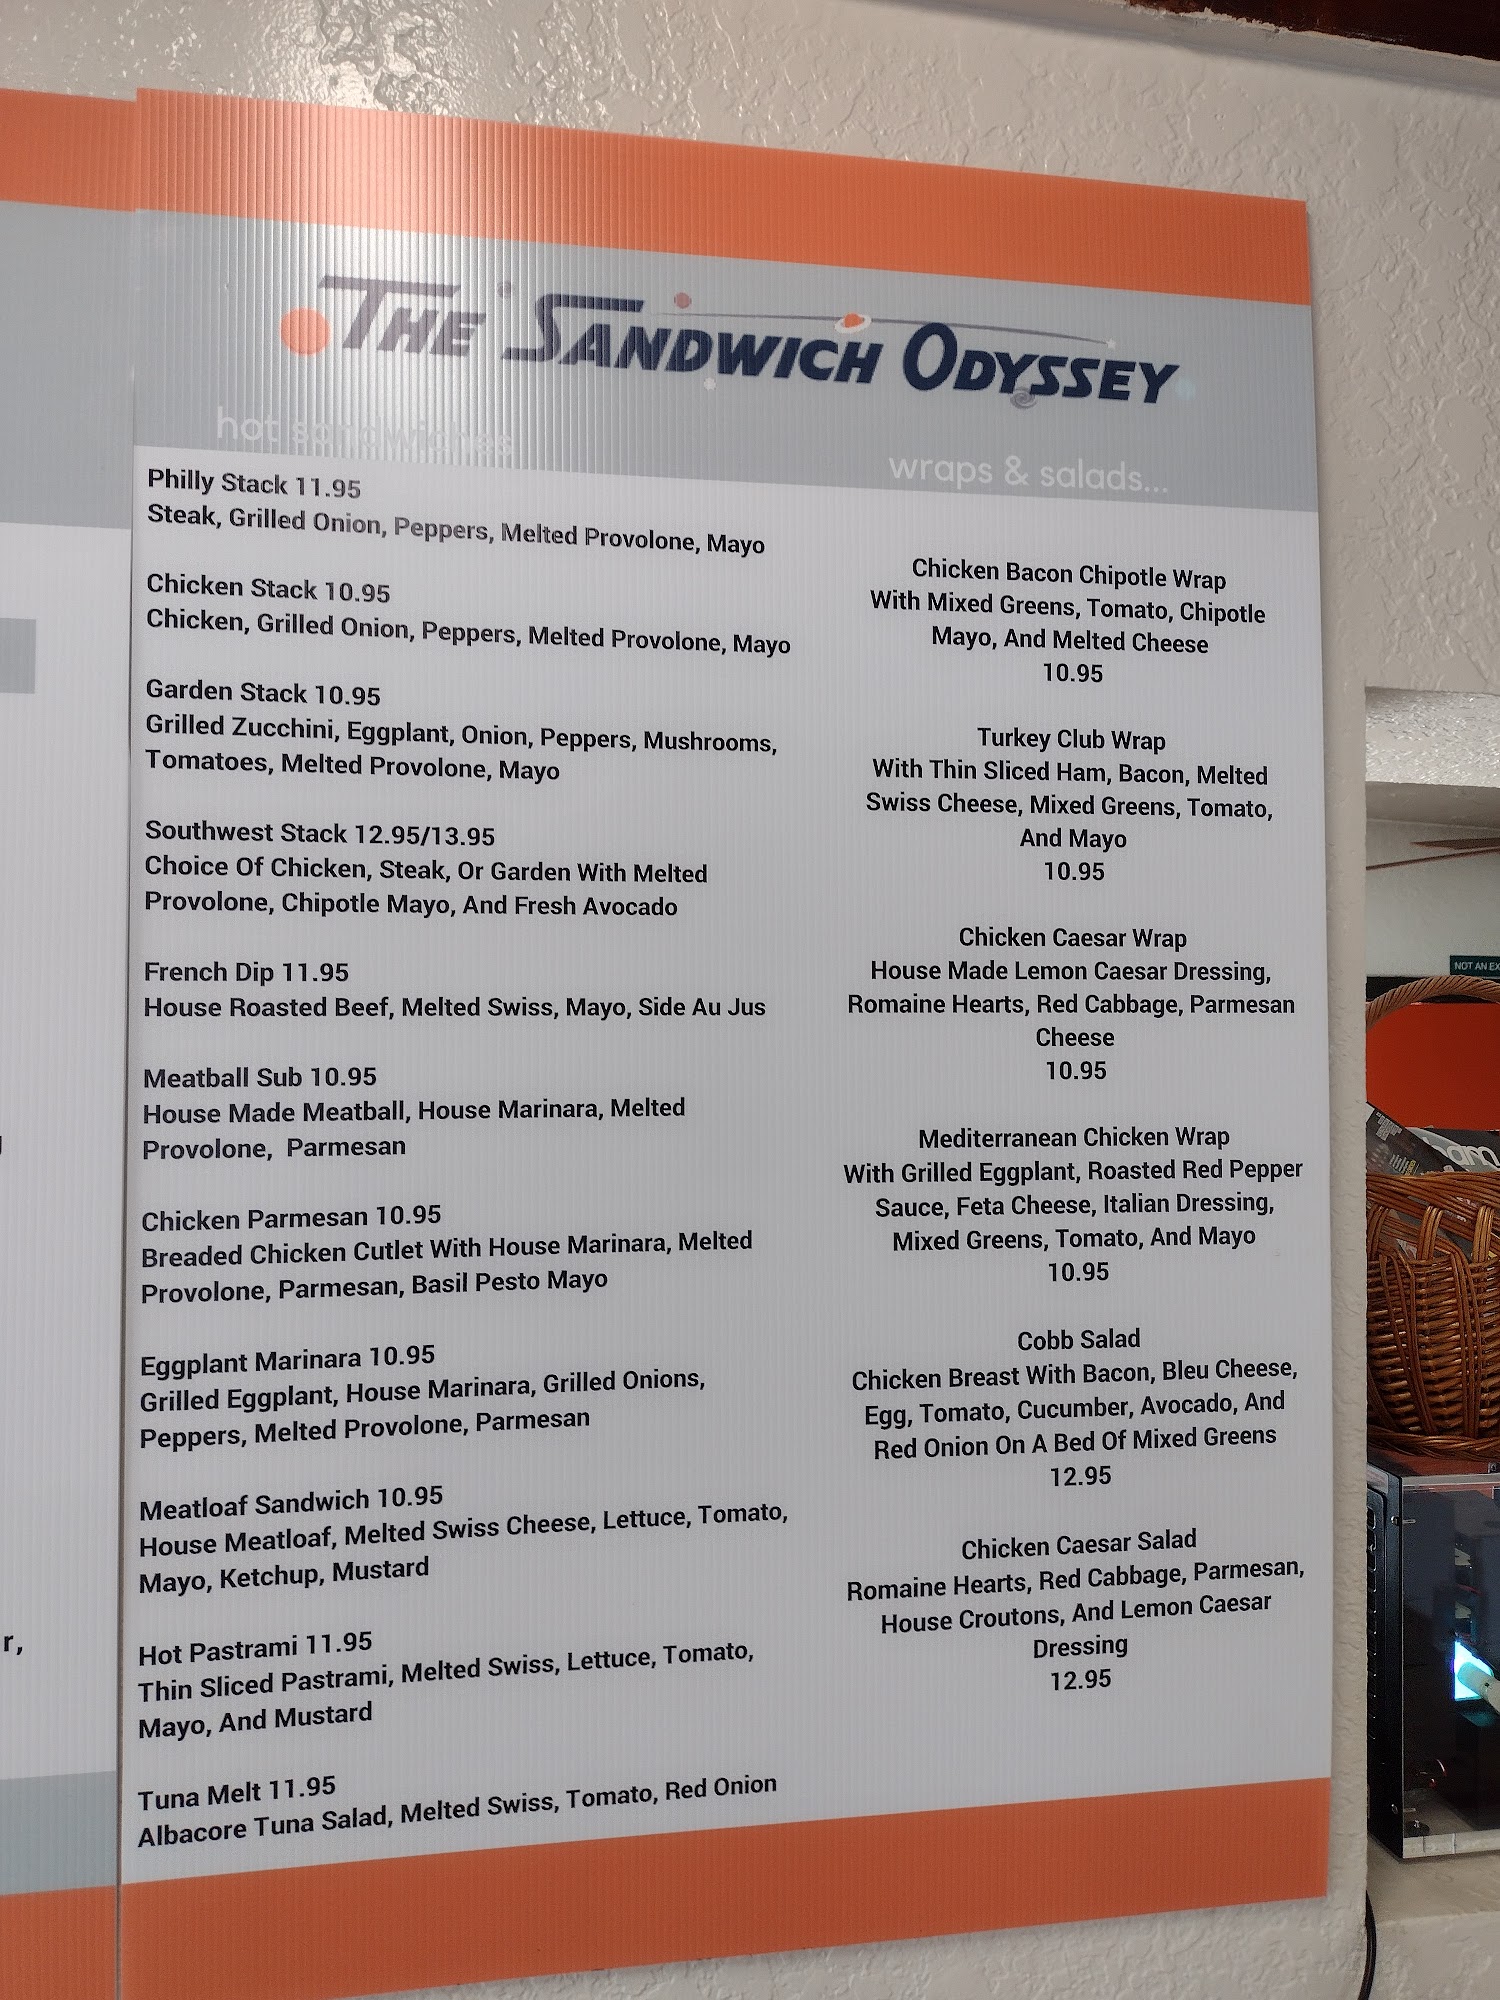 THE SANDWICH ODYSSEY
hot sandwiches
Philly Stack 11.95
Steak, Grilled Onion, Peppers, Melted Provolone, Mayo
Chicken Stack 10.95
Chicken, Grilled Onion, Peppers, Melted Provolone, Mayo
Garden Stack 10.95
Grilled Zucchini, Eggplant, Onion, Peppers, Mushrooms,
Tomatoes, Melted Provolone, Mayo
Southwest Stack 12.95/13.95
Choice Of Chicken, Steak, Or Garden With Melted
Provolone, Chipotle Mayo, And Fresh Avocado
French Dip 11.95
House Roasted Beef, Melted Swiss, Mayo, Side Au Jus
Meatball Sub 10.95
House Made Meatball, House Marinara, Melted
Provolone, Parmesan
Chicken Parmesan 10.95
Breaded Chicken Cutlet With House Marinara, Melted
Provolone, Parmesan, Basil Pesto Mayo
Eggplant Marinara 10.95
Grilled Eggplant, House Marinara, Grilled Onions,
Peppers, Melted Provolone, Parmesan
Meatloaf Sandwich 10.95
House Meatloaf, Melted Swiss Cheese, Lettuce, Tomato,
Mayo, Ketchup, Mustard
Hot Pastrami 11.95
Thin Sliced Pastrami, Melted Swiss, Lettuce, Tomato,
Mayo, And Mustard
Tuna Melt 11.95
Albacore Tuna Salad, Melted Swiss, Tomato, Red Onion
wraps & salads...
Chicken Bacon Chipotle Wrap
With Mixed Greens, Tomato, Chipotle
Mayo, And Melted Cheese
10.95
Turkey Club Wrap
With Thin Sliced Ham, Bacon, Melted
Swiss Cheese, Mixed Greens, Tomato,
And Mayo
10.95
Chicken Caesar Wrap
House Made Lemon Caesar Dressing,
Romaine Hearts, Red Cabbage, Parmesan
Cheese
10.95
Mediterranean Chicken Wrap
With Grilled Eggplant, Roasted Red Pepper
Sauce, Feta Cheese, Italian Dressing,
Mixed Greens, Tomato, And Mayo
10.95
Cobb Salad
Chicken Breast With Bacon, Bleu Cheese,
Egg, Tomato, Cucumber, Avocado, And
Red Onion On A Bed Of Mixed Greens
12.95
Chicken Caesar Salad
Romaine Hearts, Red Cabbage, Parmesan,
House Croutons, And Lemon Caesar
Dressing
12.95
r,
NOT AN EX